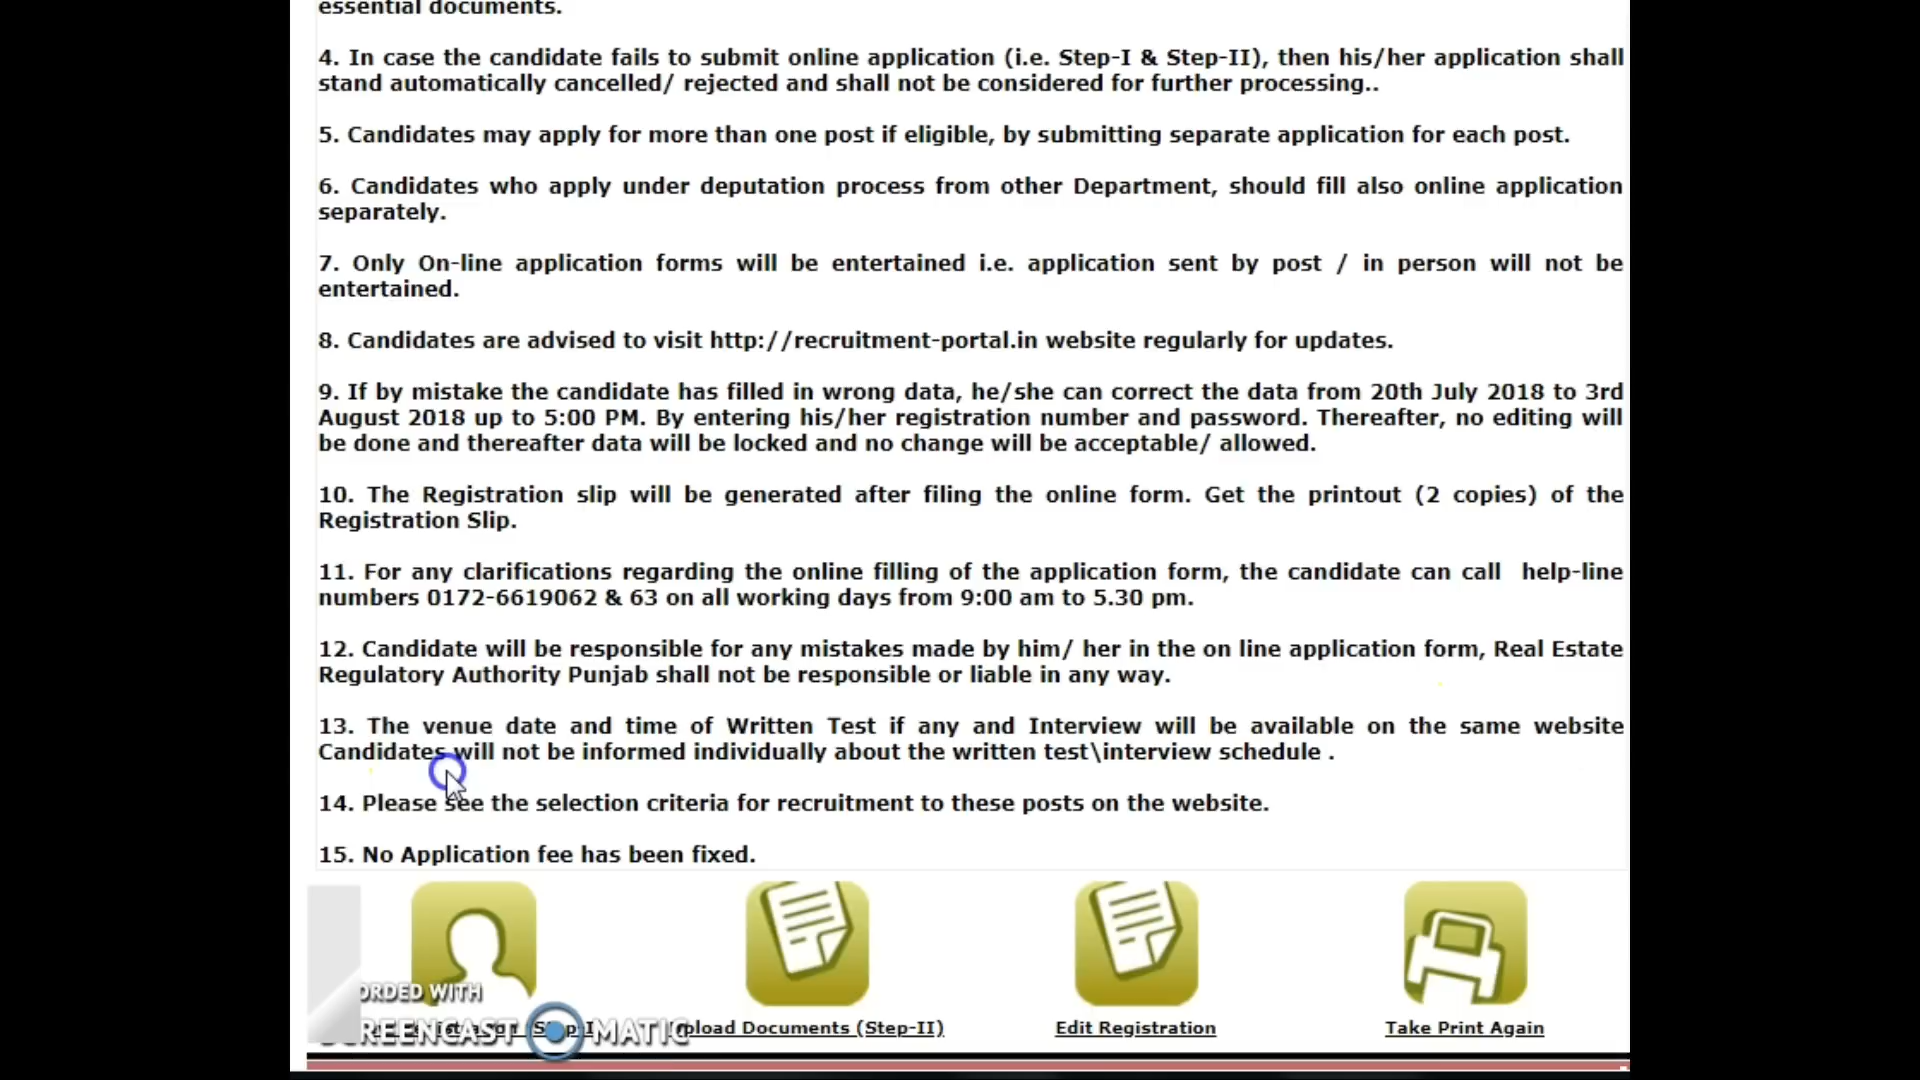 essential documents.
4. In case the candidate fails to submit online application (i.e. Step-I & Step-II), then his/her application shall
stand automatically cancelled/ rejected and shall not be considered for further processing..
5. Candidates may apply for more than one post if eligible, by submitting separate application for each post.
6. Candidates who apply under deputation process from other Department, should fill also online application
separately.
7. Only On-line application forms will be entertained i.e. application sent by post / in person will not be
entertained.
8. Candidates are advised to visit http://recruitment-portal.in website regularly for updates.
9. If by mistake the candidate has filled in wrong data, he/she can correct the data from 20th July 2018 to 3rd
August 2018 up to 5:00 PM. By entering his/her registration number and password. Thereafter, no editing will
be done and thereafter data will be locked and no change will be acceptable/ allowed.
10. The Registration slip will be generated after filing the online form. Get the printout (2 copies) of the
Registration Slip.
11. For any clarifications regarding the online filling of the application form, the candidate can call help-line
numbers 0172-6619062 & 63 on all working days from 9:00 am to 5.30 pm.
12. Candidate will be responsible for any mistakes made by him/ her in the on line application form, Real Estate
Regulatory Authority Punjab shall not be responsible or liable in any way.
13. The venue date and time of Written Test if any and Interview will be available on the same website
Candidates will not be informed individually about the written test\interview schedule .
14. Please see the selection criteria for recruitment to these posts on the website.
15. No Application fee has been fixed.
ORDED WITH
REENCAST MATIC
Upload Documents (Step-II) Edit Registration Take Print Again